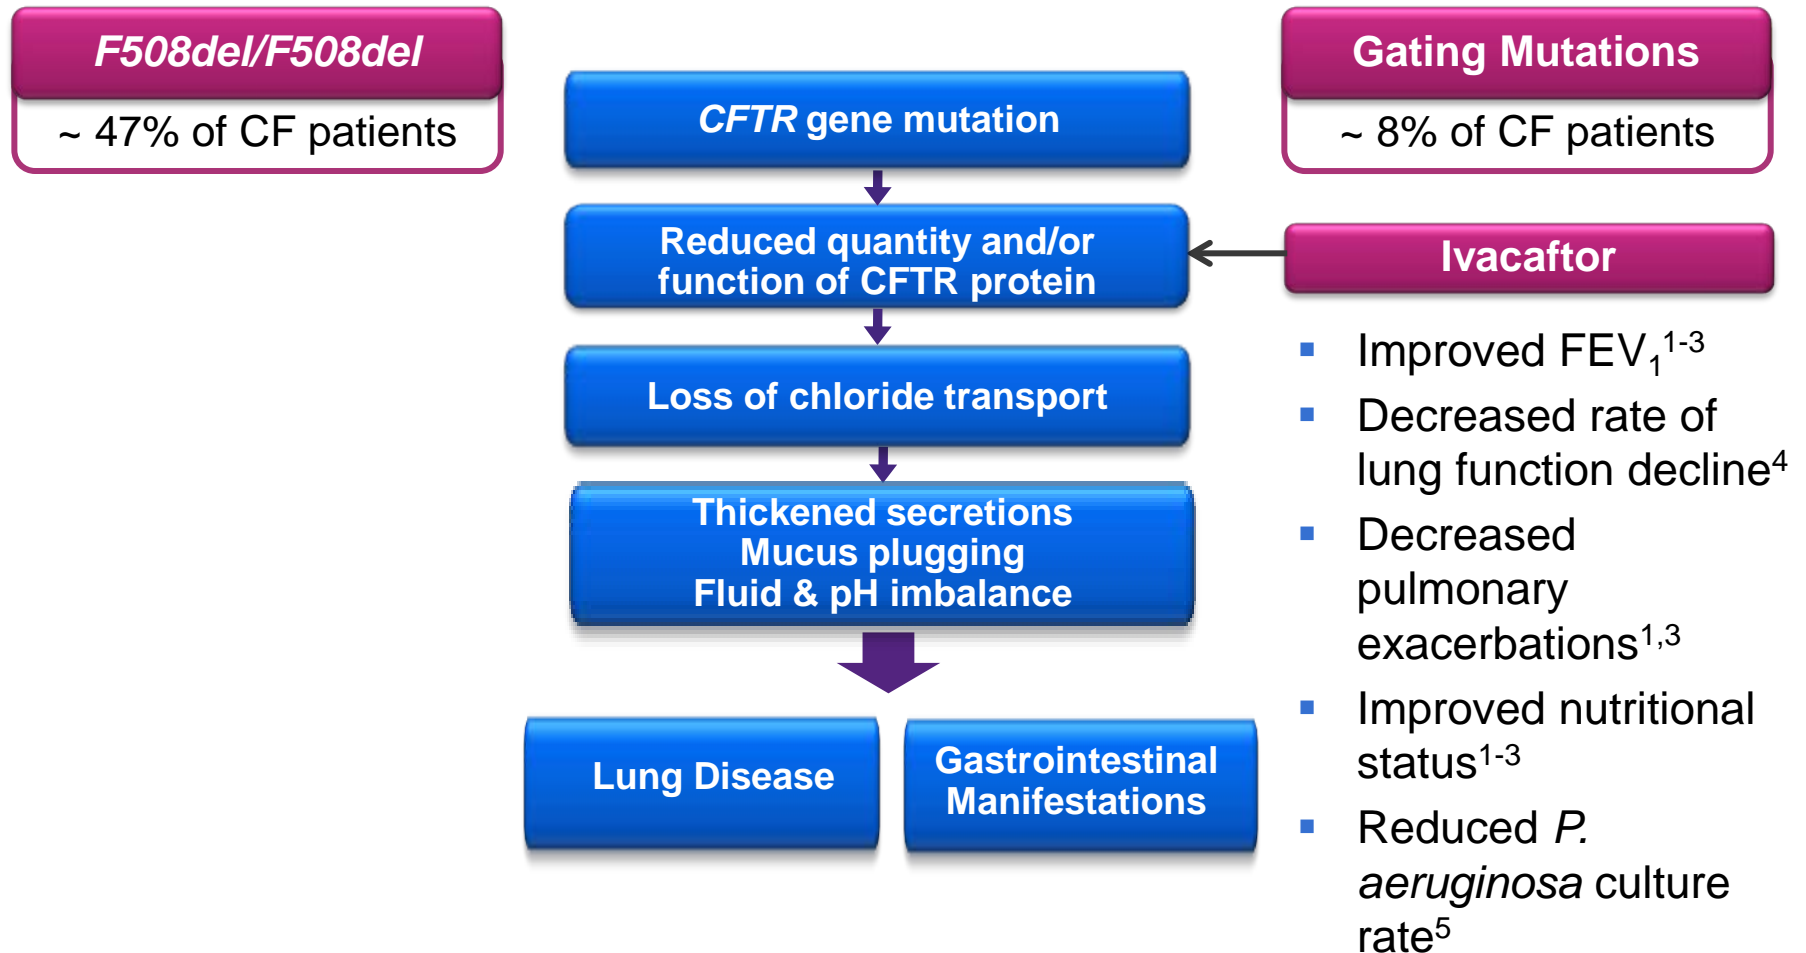 F508del/F508del
~ 47% of CF patients
CFTR gene mutation
Reduced quantity and/or
function of CFTR protein
Loss of chloride transport
Thickened secretions
Mucus plugging
Fluid & pH imbalance
Lung Disease
Gastrointestinal
Manifestations
Gating Mutations
~ 8% of CF patients
Ivacaftor
▪ Improved FEV₁¹⁻³
▪ Decreased rate of
lung function decline⁴
▪ Decreased
pulmonary
exacerbations¹,³
▪ Improved nutritional
status¹⁻³
▪ Reduced P.
aeruginosa culture
rate⁵